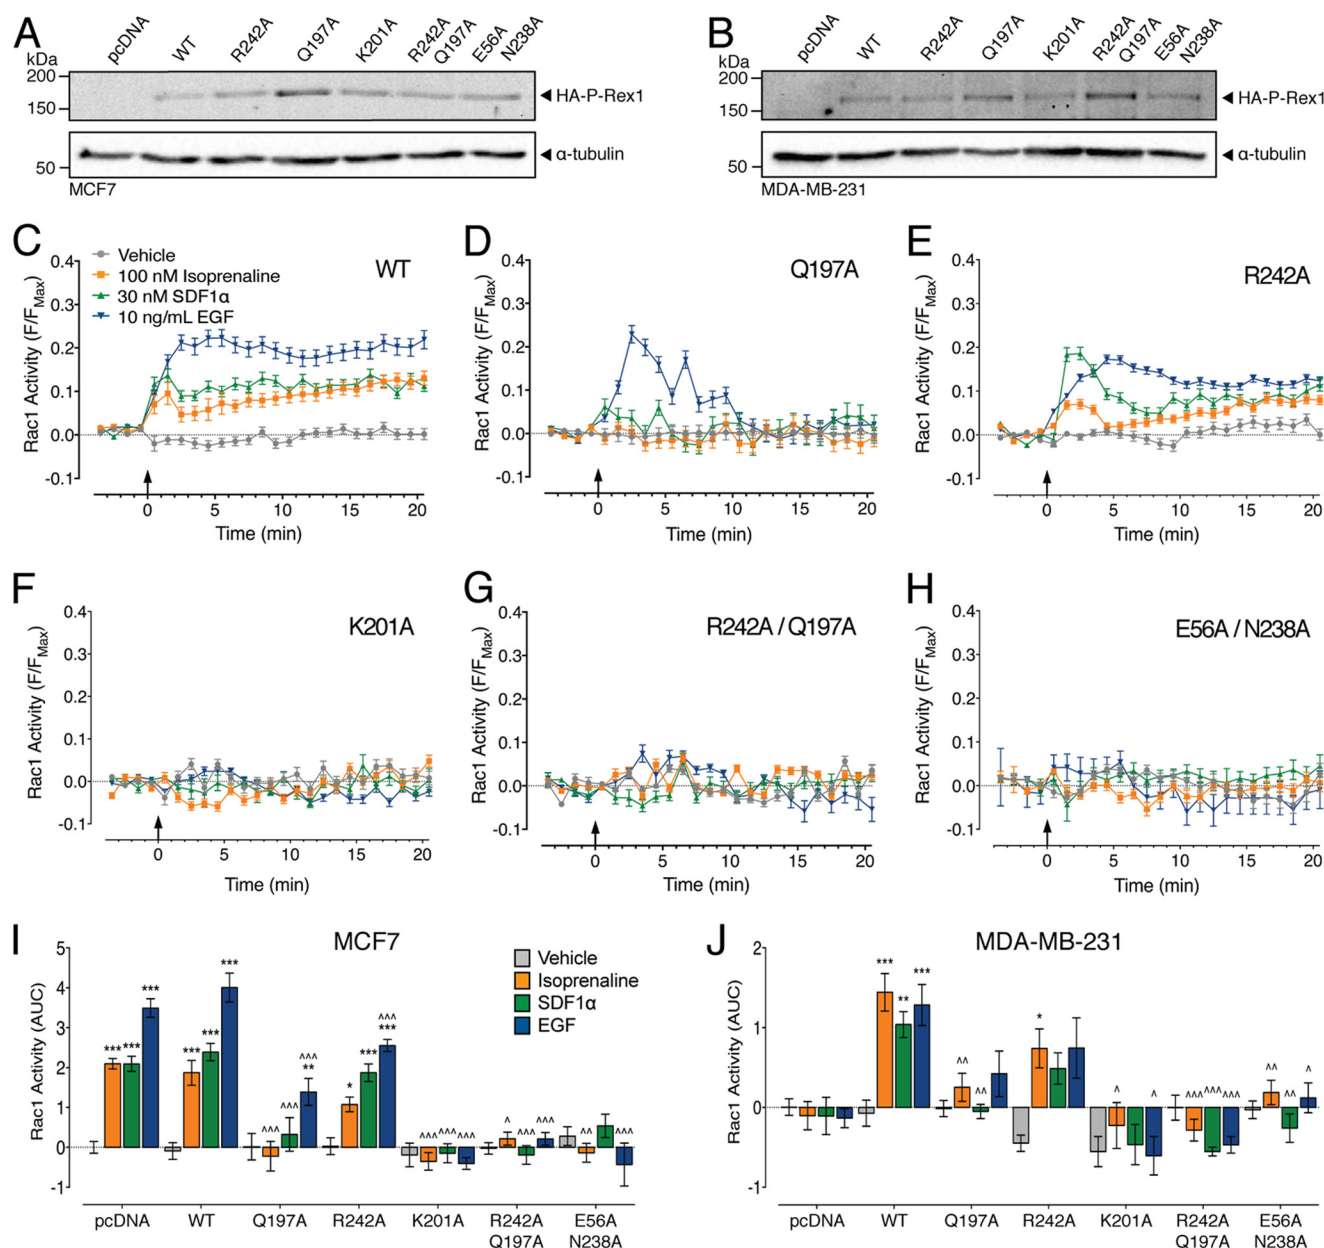 A
pcDNA
WT
R242A
Q197A
K201A
R242A
Q197A
E56A
N238A
kDa
200
150
HA-P-Rex1
50
α-tubulin
MCF7
B
pcDNA
WT
R242A
Q197A
K201A
R242A
Q197A
E56A
N238A
kDa
200
150
HA-P-Rex1
50
α-tubulin
MDA-MB-231
C
Vehicle
100 nM Isoprenaline
30 nM SDF1α
10 ng/mL EGF
WT
Rac1 Activity (F/FMax)
0.4
0.3
0.2
0.1
0.0
-0.1
0 5 10 15 20
Time (min)
D
Q197A
Rac1 Activity (F/FMax)
0.4
0.3
0.2
0.1
0.0
-0.1
0 5 10 15 20
Time (min)
E
R242A
Rac1 Activity (F/FMax)
0.4
0.3
0.2
0.1
0.0
-0.1
0 5 10 15 20
Time (min)
F
K201A
Rac1 Activity (F/FMax)
0.4
0.3
0.2
0.1
0.0
-0.1
0 5 10 15 20
Time (min)
G
R242A / Q197A
Rac1 Activity (F/FMax)
0.4
0.3
0.2
0.1
0.0
-0.1
0 5 10 15 20
Time (min)
H
E56A / N238A
Rac1 Activity (F/FMax)
0.4
0.3
0.2
0.1
0.0
-0.1
0 5 10 15 20
Time (min)
I
MCF7
Vehicle
Isoprenaline
SDF1α
EGF
Rac1 Activity (AUC)
5
4
3
2
1
0
-1
*** *** ***
*** *** ***
^^^ ^^^ ^^^
**
* *** ^^^
***
^^^ ^^^ ^^^
^ ^^^ ^^^
^^ ^^^
pcDNA WT Q197A R242A K201A R242A E56A
Q197A N238A
J
MDA-MB-231
Rac1 Activity (AUC)
2
1
0
-1
*** ** ***
^^ ^^
*
^ ^
^^^ ^^^ ^^^
^^ ^^ ^
pcDNA WT Q197A R242A K201A R242A E56A
Q197A N238A